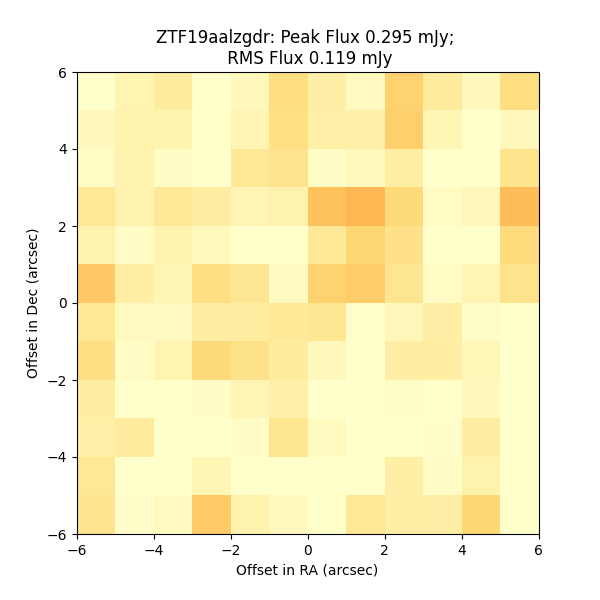 ZTF19aalzgdr: Peak Flux 0.295 mJy;
RMS Flux 0.119 mJy
6
4
2
0
−2
−4
−6
Offset in Dec (arcsec)
−6 −4 −2 0 2 4 6
Offset in RA (arcsec)